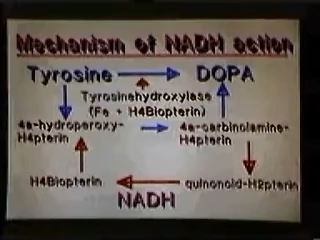 Mechanism of NADH action
Tyrosine DOPA
Tyrosinehydroxylase
(Fe + H4Biopterin)
4a-hydroperoxy-
H4pterin
4a-carbinolamine-
H4pterin
H4Biopterin
quinonoid-H2pterin
NADH